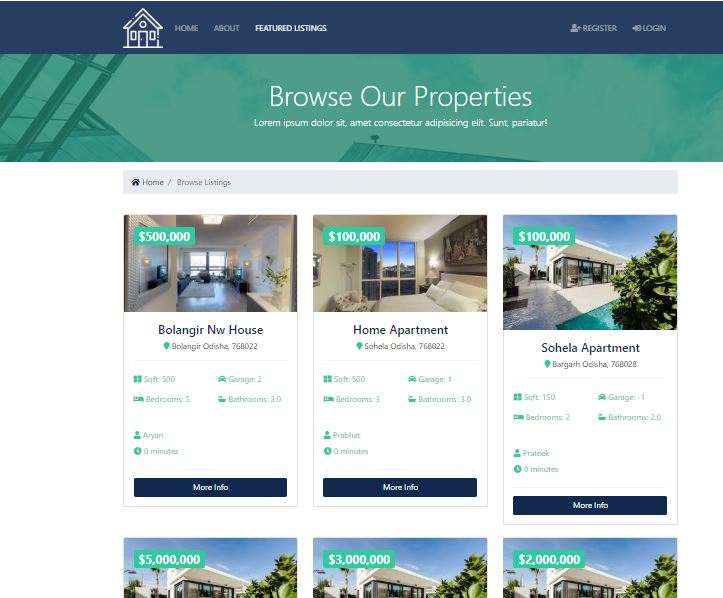 HOME ABOUT FEATURED LISTINGS REGISTER LOGIN
Browse Our Properties
Lorem ipsum dolor sit, amet consectetur adipisicing elit. Sunt, pariatur!
Home / Browse Listings
$500,000
Bolangir Nw House
Bolangir Odisha, 768022
Sqft: 500 Garage: 2
Bedrooms: 5 Bathrooms: 3.0
Aryan
0 minutes
More Info
$100,000
Home Apartment
Sohela Odisha, 768022
Sqft: 500 Garage: 1
Bedrooms: 3 Bathrooms: 3.0
Prabhat
0 minutes
More Info
$100,000
Sohela Apartment
Bargarh Odisha, 768028
Sqft: 150 Garage: -1
Bedrooms: 2 Bathrooms: 2.0
Prateek
0 minutes
More Info
$5,000,000
$3,000,000
$2,000,000